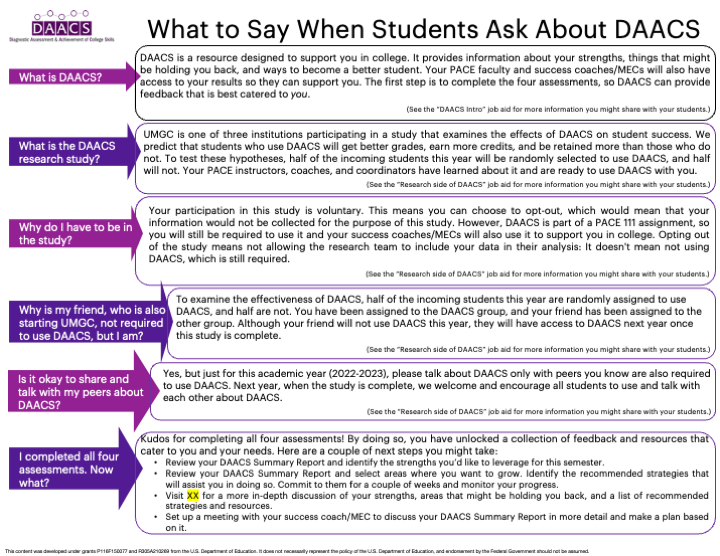 DAACS
Diagnostic Assessment & Achievement of College Skills
What to Say When Students Ask About DAACS
What is DAACS?
DAACS is a resource designed to support you in college. It provides information about your strengths, things that might
be holding you back, and ways to become a better student. Your PACE faculty and success coaches/MECs will also have
access to your results so they can support you. The first step is to complete the four assessments, so DAACS can provide
feedback that is best catered to you.
(See the "DAACS Intro" job aid for more information you might share with your students.)
What is the DAACS
research study?
UMGC is one of three institutions participating in a study that examines the effects of DAACS on student success. We
predict that students who use DAACS will get better grades, earn more credits, and be retained more than those who do
not. To test these hypotheses, half of the incoming students this year will be randomly selected to use DAACS, and half
will not. Your PACE instructors, coaches, and coordinators have learned about it and are ready to use DAACS with you.
(See the "Research side of DAACS" job aid for more information you might share with your students.)
Why do I have to be in
the study?
Your participation in this study is voluntary. This means you can choose to opt-out, which would mean that your
information would not be collected for the purpose of this study. However, DAACS is part of a PACE 111 assignment, so
you will still be required to use it and your success coaches/MECs will also use it to support you in college. Opting out
of the study means not allowing the research team to include your data in their analysis: It doesn't mean not using
DAACS, which is still required.
(See the "Research side of DAACS" job aid for more information you might share with your students.)
Why is my friend, who is also
starting UMGC, not required
to use DAACS, but I am?
To examine the effectiveness of DAACS, half of the incoming students this year are randomly assigned to use
DAACS, and half are not. You have been assigned to the DAACS group, and your friend has been assigned to the
other group. Although your friend will not use DAACS this year, they will have access to DAACS next year once
this study is complete.
(See the "Research side of DAACS" job aid for more information you might share with your students.)
Is it okay to share and
talk with my peers about
DAACS?
Yes, but just for this academic year (2022-2023), please talk about DAACS only with peers you know are also required
to use DAACS. Next year, when the study is complete, we welcome and encourage all students to use and talk with
each other about DAACS.
(See the "Research side of DAACS" job aid for more information you might share with your students.)
I completed all four
assessments. Now
what?
Kudos for completing all four assessments! By doing so, you have unlocked a collection of feedback and resources that
cater to you and your needs. Here are a couple of next steps you might take:
• Review your DAACS Summary Report and identify the strengths you'd like to leverage for this semester.
• Review your DAACS Summary Report and select areas where you want to grow. Identify the recommended strategies that
will assist you in doing so. Commit to them for a couple of weeks and monitor your progress.
• Visit XX for a more in-depth discussion of your strengths, areas that might be holding you back, and a list of recommended
strategies and resources.
• Set up a meeting with your success coach/MEC to discuss your DAACS Summary Report in more detail and make a plan based
on it.
This content was developed under grants P116F150077 and R305A210269 from the U.S. Department of Education. It does not necessarily represent the policy of the U.S. Department of Education, and endorsement by the Federal Government should not be assumed.